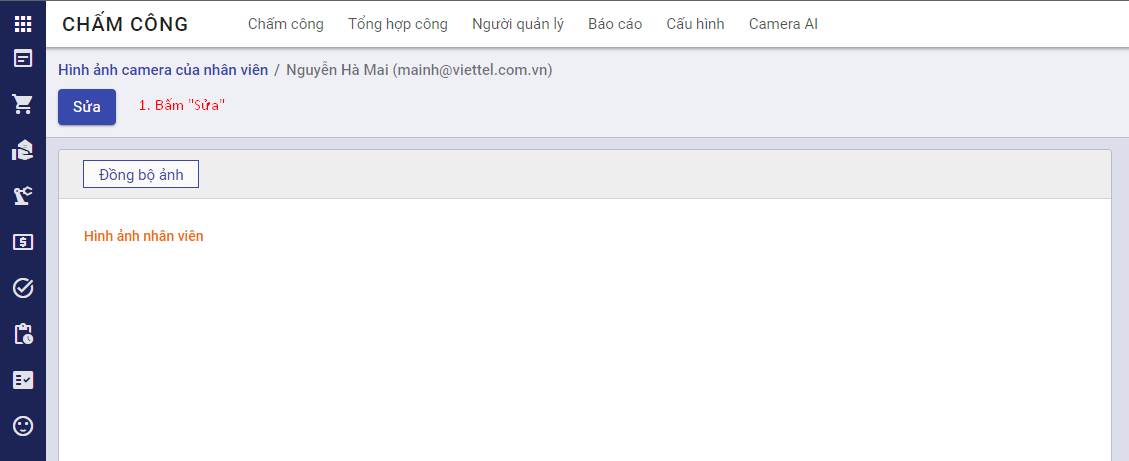 CHẤM CÔNG Chấm công Tổng hợp công Người quản lý Báo cáo Cấu hình Camera AI
Hình ảnh camera của nhân viên / Nguyễn Hà Mai (mainh@viettel.com.vn)
Sửa 1. Bấm "Sửa"
Đồng bộ ảnh
Hình ảnh nhân viên